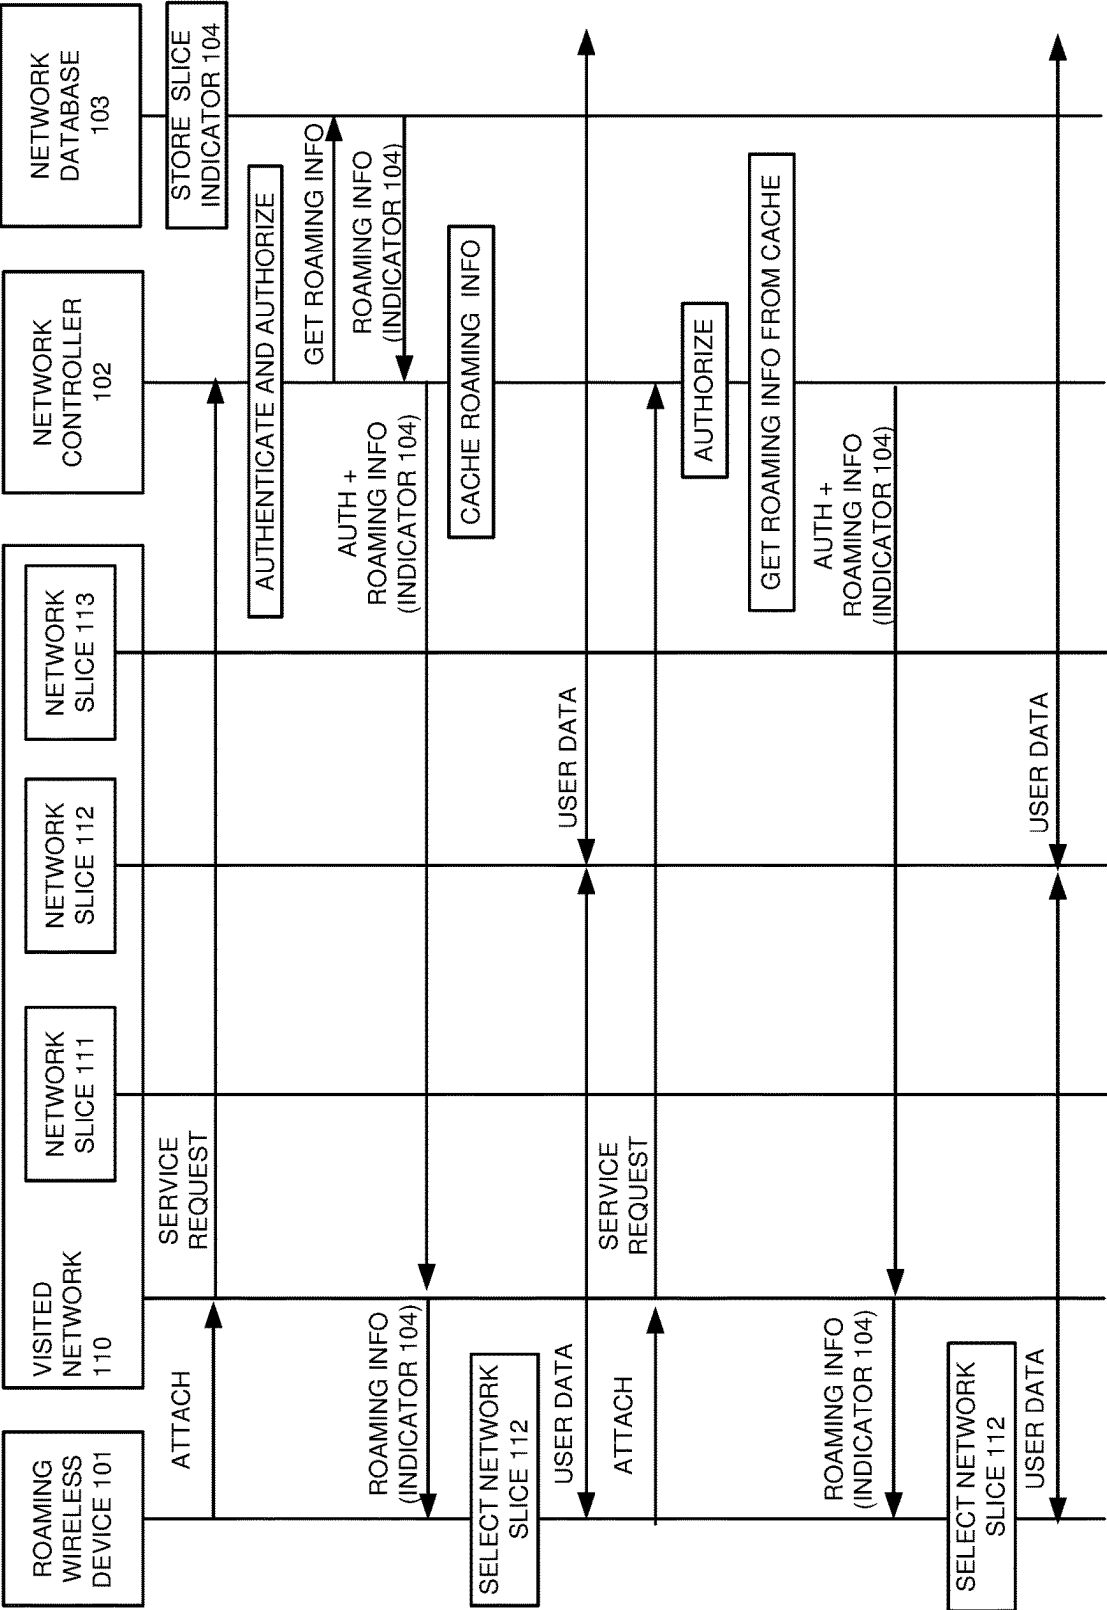 ROAMING
WIRELESS
DEVICE 101
VISITED
NETWORK
110
NETWORK
SLICE 111
NETWORK
SLICE 112
NETWORK
SLICE 113
NETWORK
CONTROLLER
102
NETWORK
DATABASE
103
STORE SLICE
INDICATOR 104
ATTACH
SERVICE
REQUEST
AUTHENTICATE AND AUTHORIZE
GET ROAMING INFO
ROAMING INFO
(INDICATOR 104)
AUTH +
ROAMING INFO
(INDICATOR 104)
ROAMING INFO
(INDICATOR 104)
CACHE ROAMING INFO
SELECT NETWORK
SLICE 112
USER DATA
USER DATA
ATTACH
SERVICE
REQUEST
AUTHORIZE
GET ROAMING INFO FROM CACHE
AUTH +
ROAMING INFO
(INDICATOR 104)
ROAMING INFO
(INDICATOR 104)
SELECT NETWORK
SLICE 112
USER DATA
USER DATA